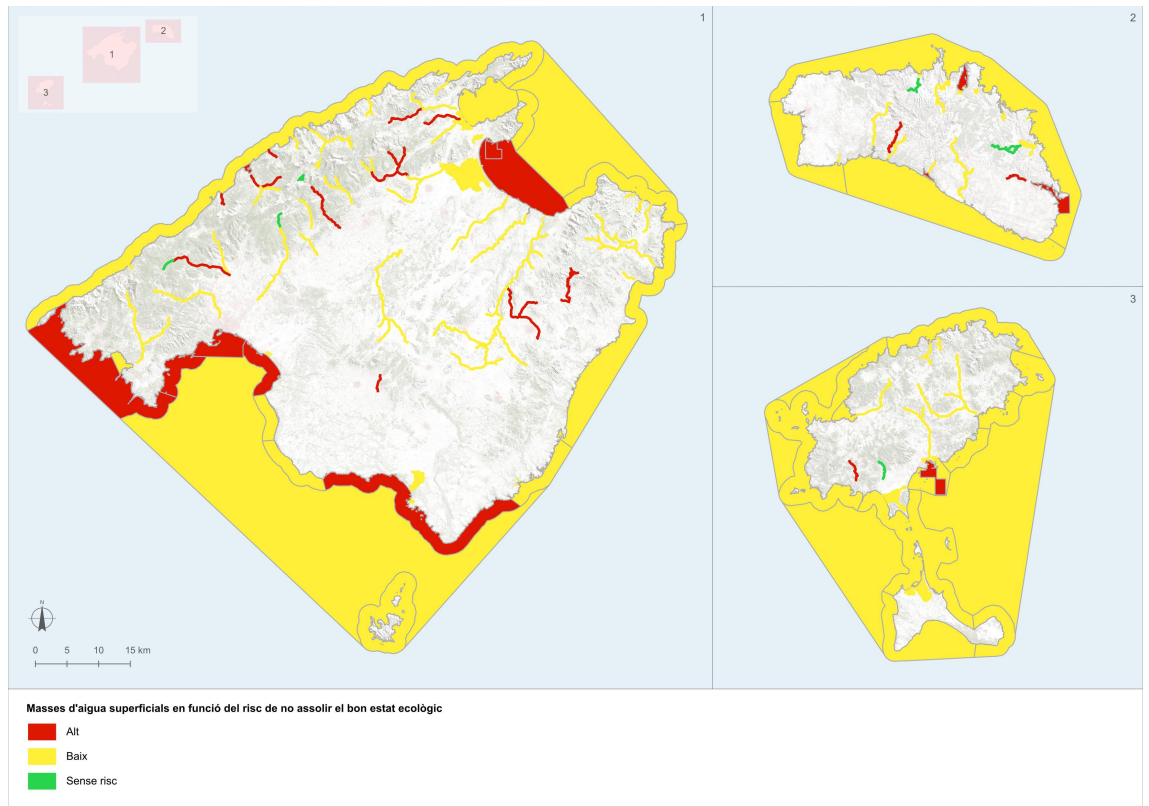 1
2
3
1
2
3
N
0 5 10 15 km
Masses d'aigua superficials en funció del risc de no assolir el bon estat ecològic
Alt
Baix
Sense risc